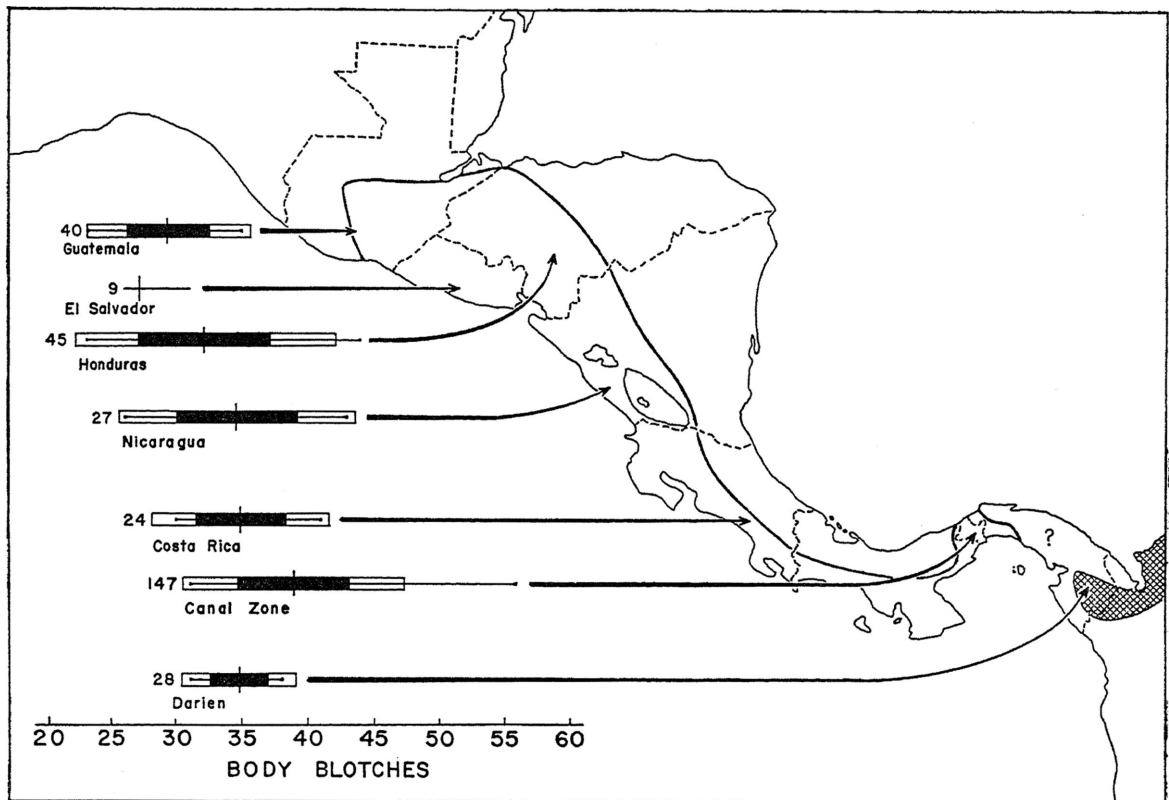 40
Guatemala
9
El Salvador
45
Honduras
27
Nicaragua
24
Costa Rica
147
Canal Zone
?
28
Darien
20 25 30 35 40 45 50 55 60
BODY BLOTCHES